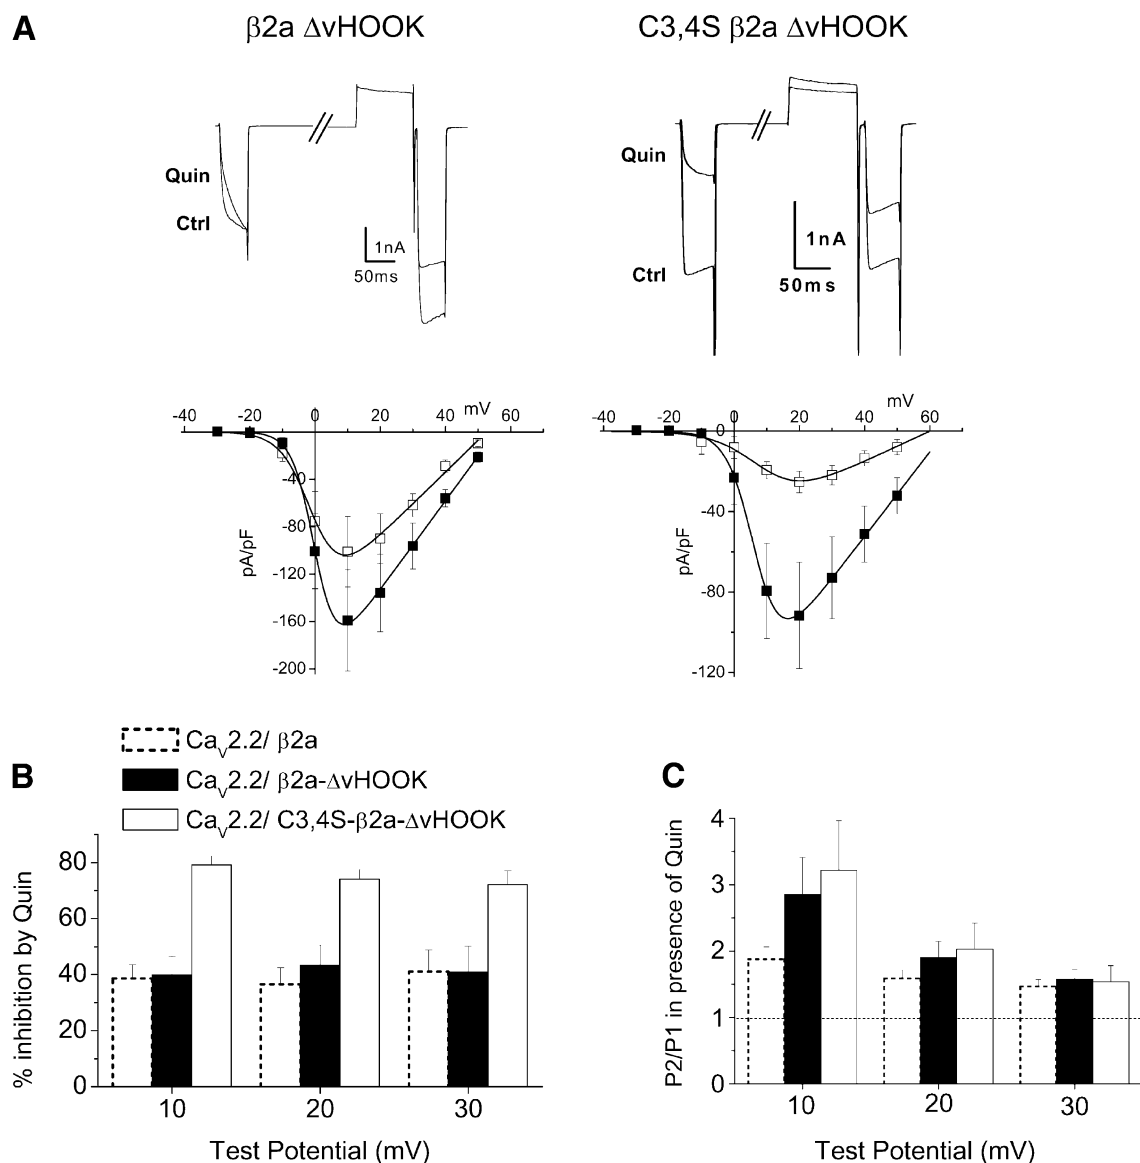 A
β2a ΔvHOOK
C3,4S β2a ΔvHOOK
Quin
Ctrl
1nA
50ms
Quin
Ctrl
1nA
50ms
mV
-40 -20 0 20 40 60
-40
-80
-120
-160
-200
pA/pF
mV
-40 -20 0 20 40 60
0
-40
-80
-120
pA/pF
B
CaV2.2/ β2a
CaV2.2/ β2a-ΔvHOOK
CaV2.2/ C3,4S-β2a-ΔvHOOK
% inhibition by Quin
80
60
40
20
0
10 20 30
Test Potential (mV)
C
P2/P1 in presence of Quin
4
3
2
1
0
10 20 30
Test Potential (mV)